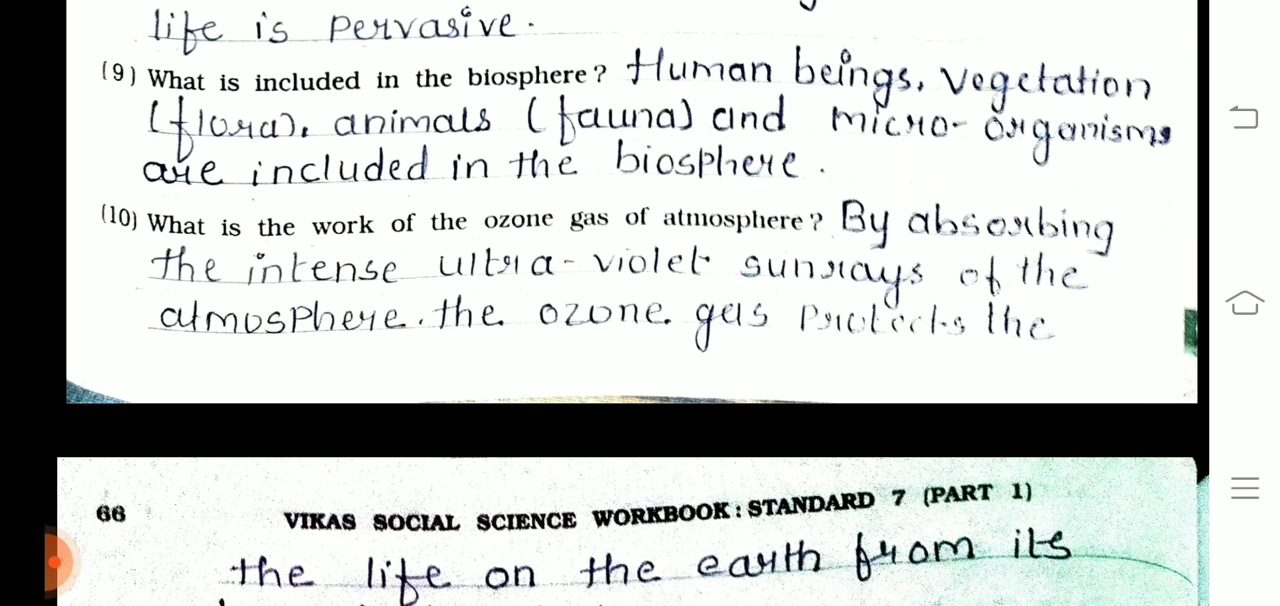 life is pervasive.
(9) What is included in the biosphere? Human beings, vegetation
(flora), animals (fauna) and micro-organisms
are included in the biosphere.
(10) What is the work of the ozone gas of atmosphere? By absorbing
the intense ultra-violet sunrays of the
atmosphere. the ozone gas protects the
66 VIKAS SOCIAL SCIENCE WORKBOOK: STANDARD 7 (PART 1)
the life on the earth from its